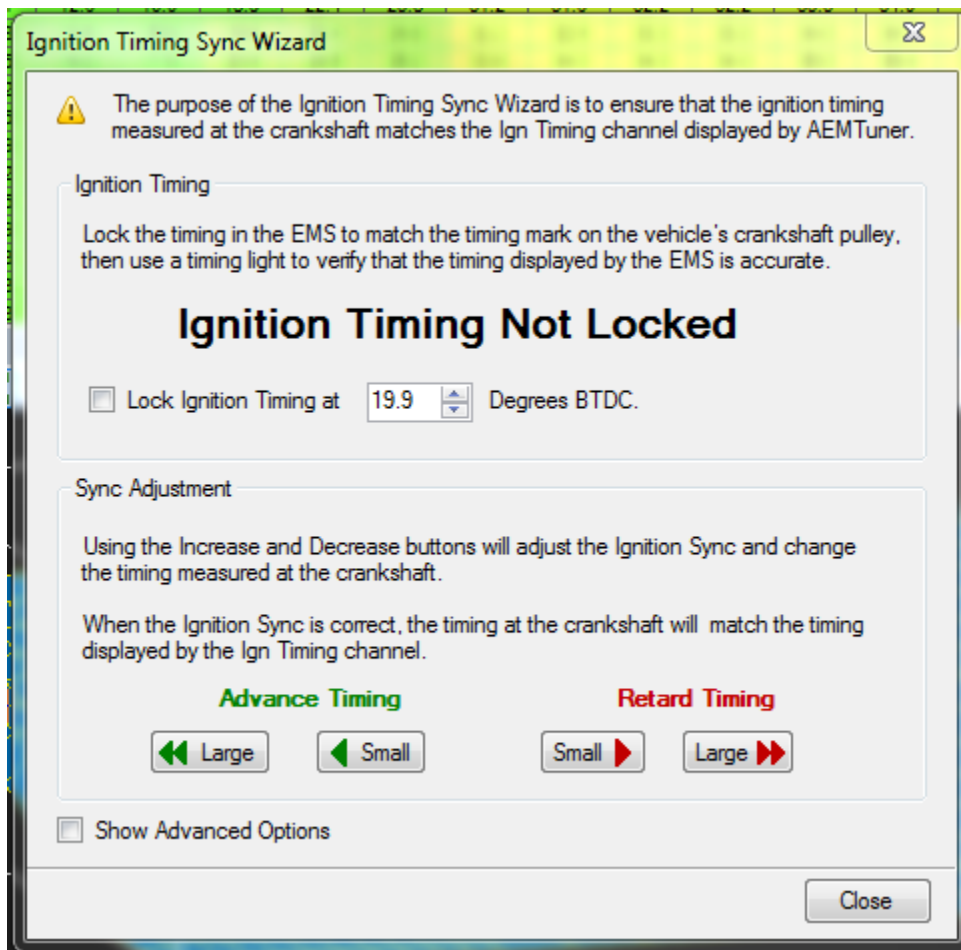 Ignition Timing Sync Wizard
The purpose of the Ignition Timing Sync Wizard is to ensure that the ignition timing
measured at the crankshaft matches the Ign Timing channel displayed by AEMTuner.
Ignition Timing
Lock the timing in the EMS to match the timing mark on the vehicle's crankshaft pulley,
then use a timing light to verify that the timing displayed by the EMS is accurate.
Ignition Timing Not Locked
Lock Ignition Timing at 19.9 Degrees BTDC.
Sync Adjustment
Using the Increase and Decrease buttons will adjust the Ignition Sync and change
the timing measured at the crankshaft.
When the Ignition Sync is correct, the timing at the crankshaft will match the timing
displayed by the Ign Timing channel.
Advance Timing Retard Timing
Large Small Small Large
Show Advanced Options
Close